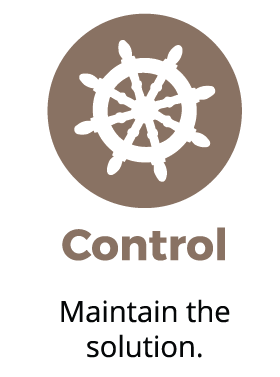 Control
Maintain the
solution.